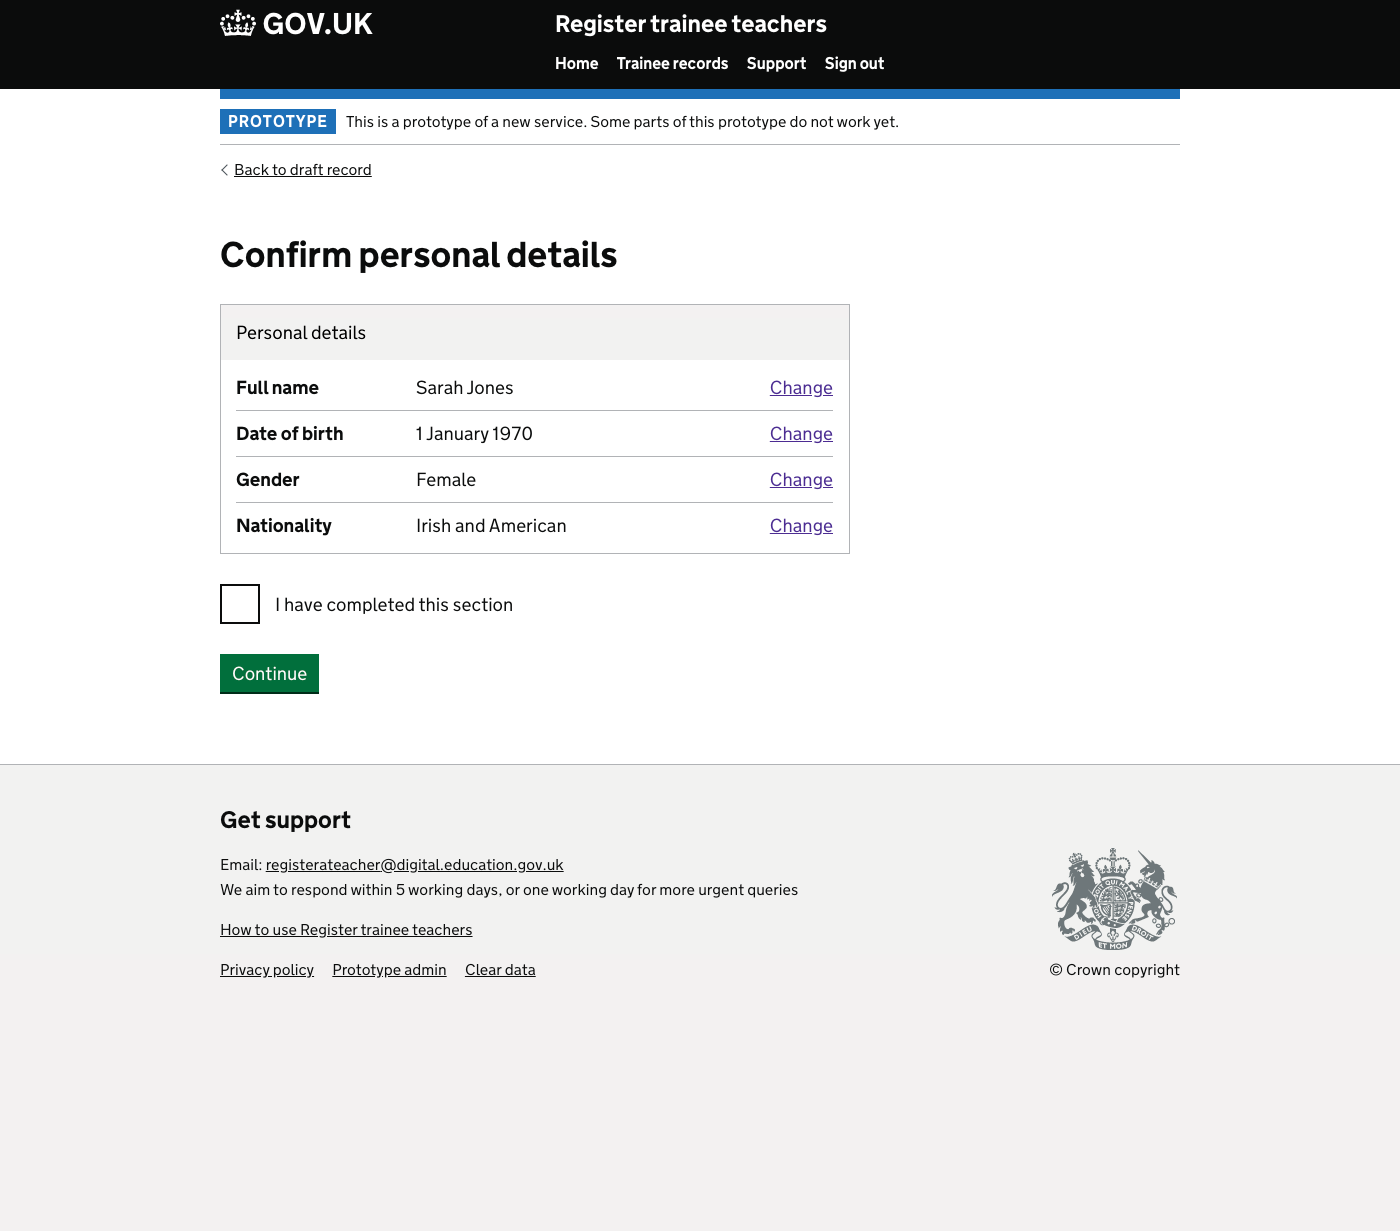 GOV.UK
Register trainee teachers
Home Trainee records Support Sign out
PROTOTYPE This is a prototype of a new service. Some parts of this prototype do not work yet.
Back to draft record
Confirm personal details
Personal details
Full name Sarah Jones Change
Date of birth 1 January 1970 Change
Gender Female Change
Nationality Irish and American Change
I have completed this section
Continue
Get support
Email: registerateacher@digital.education.gov.uk
We aim to respond within 5 working days, or one working day for more urgent queries
How to use Register trainee teachers
Privacy policy Prototype admin Clear data
DIEU ET MON DROIT
© Crown copyright